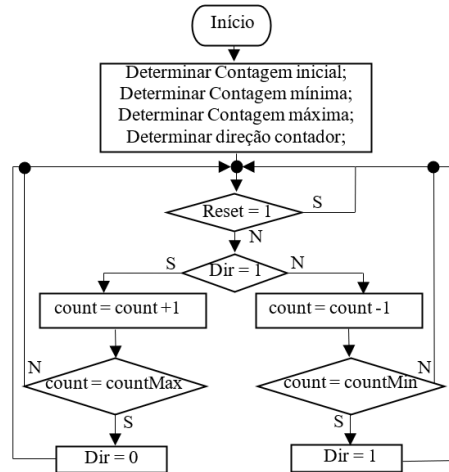 Início
Determinar Contagem inicial;
Determinar Contagem mínima;
Determinar Contagem máxima;
Determinar direção contador;
Reset = 1
S
N
S
Dir = 1
N
count = count +1
count = count -1
N
count = countMax
count = countMin
N
S
S
Dir = 0
Dir = 1